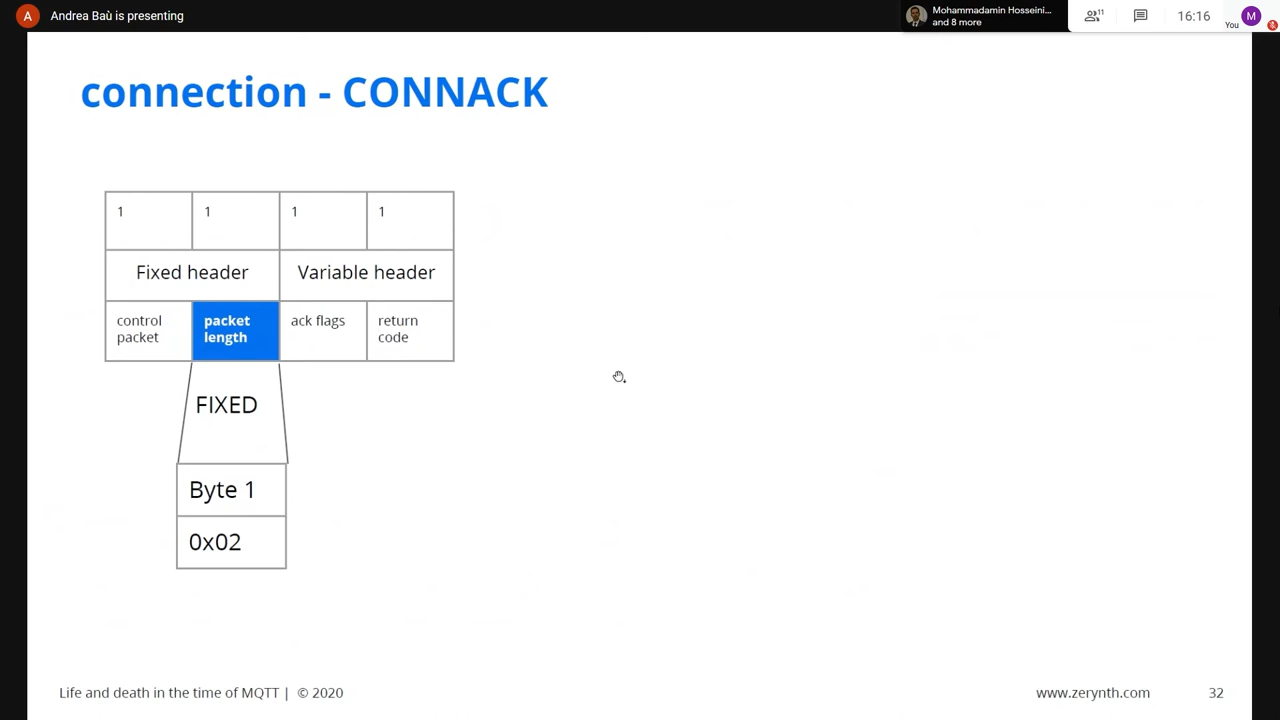 A Andrea Baù is presenting
Mohammadamin Hosseini...
and 8 more
11
16:16
You
M
connection - CONNACK
1 1 1 1
Fixed header Variable header
control packet
packet length
ack flags
return code
FIXED
Byte 1
0x02
Life and death in the time of MQTT | © 2020
www.zerynth.com
32